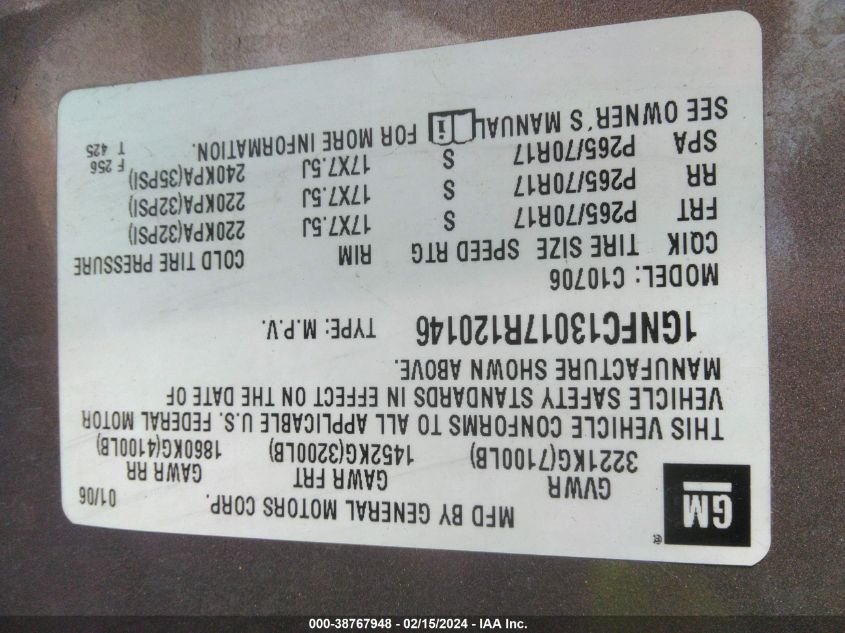 GM ®
MFD BY GENERAL MOTORS CORP. 01/06
GVWR GAWR FRT GAWR RR
3221KG(7100LB) 1452KG(3200LB) 1860KG(4100LB)
THIS VEHICLE CONFORMS TO ALL APPLICABLE U.S. FEDERAL MOTOR
VEHICLE SAFETY STANDARDS IN EFFECT ON THE DATE OF
MANUFACTURE SHOWN ABOVE.
1GNFC13017R120146 TYPE: M.P.V.
MODEL: C10706
CQIK TIRE SIZE SPEED RTG RIM COLD TIRE PRESSURE
FRT P265/70R17 S 17X7.5J 220KPA(32PSI)
RR P265/70R17 S 17X7.5J 220KPA(32PSI)
SPA P265/70R17 S 17X7.5J 240KPA(35PSI)
SEE OWNER'S MANUAL i FOR MORE INFORMATION.
F 256
T 425
000-38767948 - 02/15/2024 - IAA Inc.